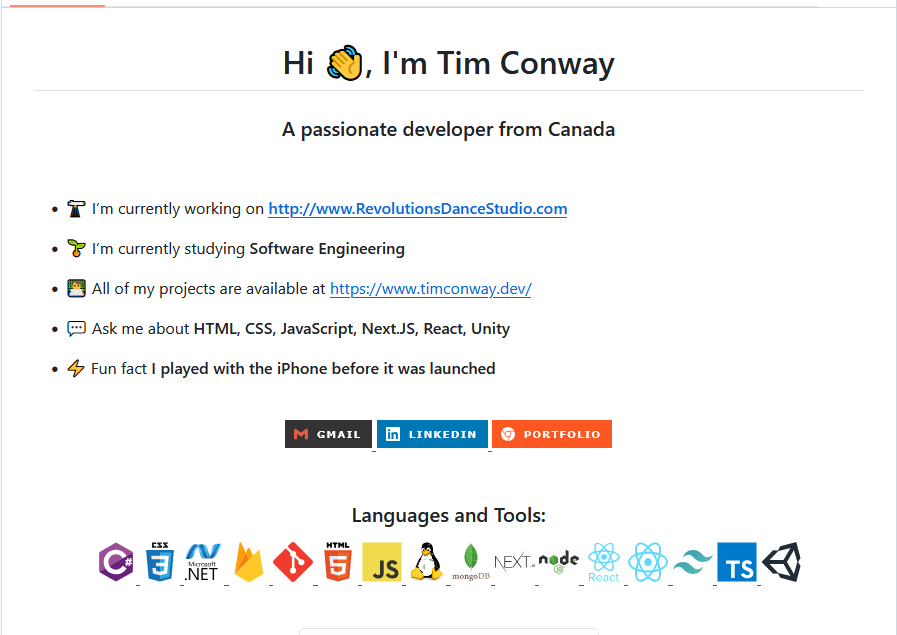 Hi 👋, I'm Tim Conway
A passionate developer from Canada
I’m currently working on http://www.RevolutionsDanceStudio.com
I’m currently studying Software Engineering
All of my projects are available at https://www.timconway.dev/
Ask me about HTML, CSS, JavaScript, Next.JS, React, Unity
Fun fact I played with the iPhone before it was launched
GMAIL LINKEDIN PORTFOLIO
Languages and Tools:
C# CSS 3 Microsoft .NET HTML 5 JS mongoDB NEXT.JS node JS React TS